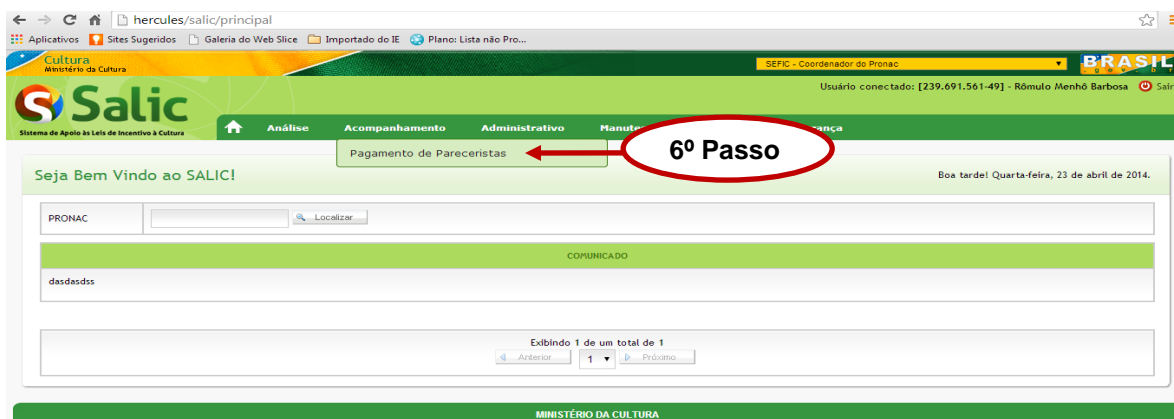 hercules/salic/principal
Aplicativos Sites Sugeridos Galeria do Web Slice Importado do IE Plano: Lista não Pro...
Cultura
Ministério da Cultura
SEFIC - Coordenador do Pronac
BRASIL
Usuário conectado: [239.691.561-49] - Rômulo Menhô Barbosa Sair
Salic
Sistema de Apoio às Leis de Incentivo à Cultura
Análise Acompanhamento Administrativo
Pagamento de Pareceristas
6º Passo
Seja Bem Vindo ao SALIC!
Boa tarde! Quarta-feira, 23 de abril de 2014.
PRONAC Localizar
COMUNICADO
dasdasdss
Exibindo 1 de um total de 1
Anterior 1 Próximo
MINISTÉRIO DA CULTURA